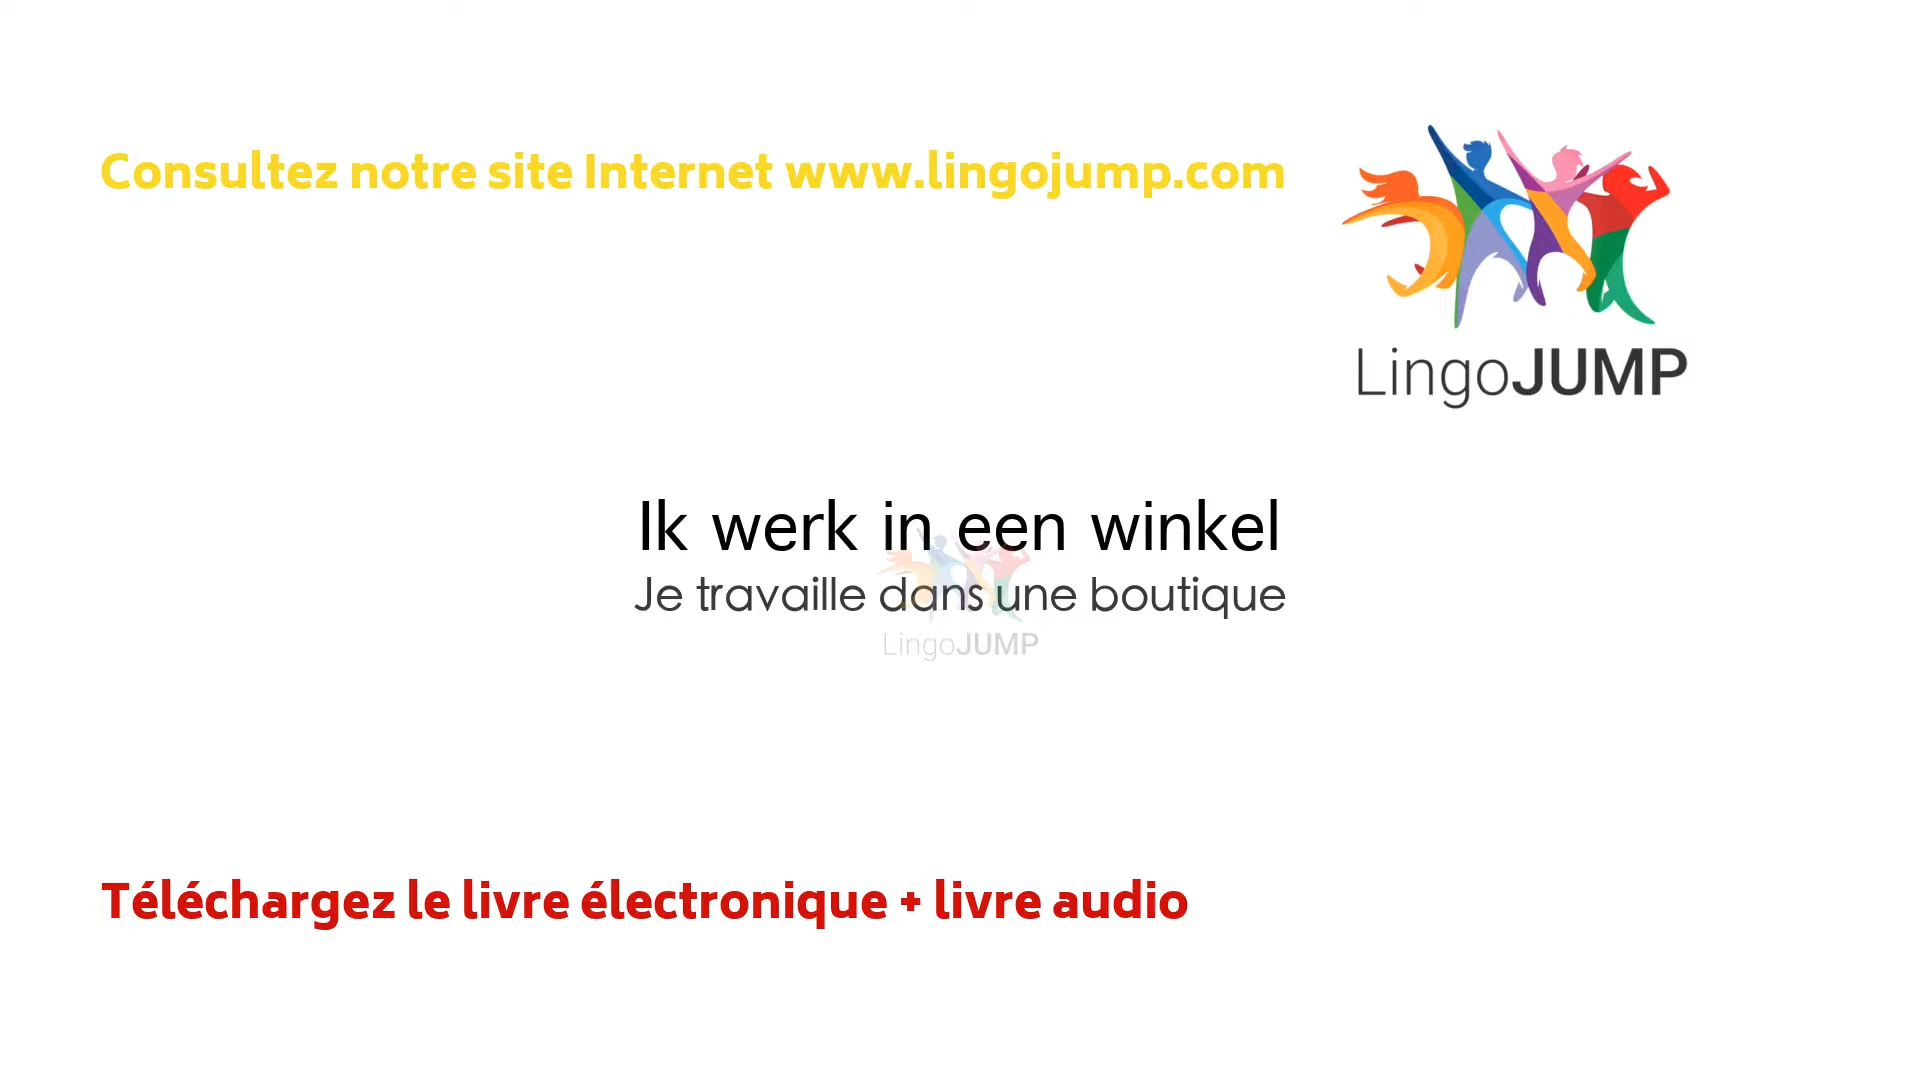 Consultez notre site Internet www.lingojump.com
LingoJUMP
Ik werk in een winkel
Je travaille dans une boutique
LingoJUMP
Téléchargez le livre électronique + livre audio